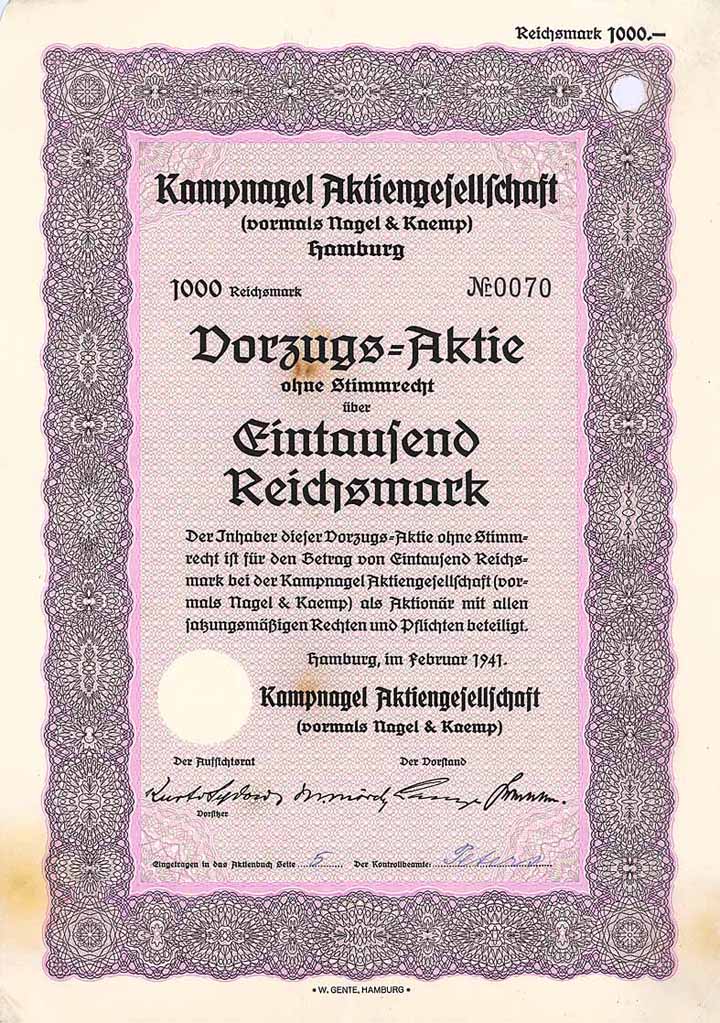 Reichsmark 1000.—
Kampnagel Aktiengesellschaft
(vormals Nagel & Kaemp)
Hamburg
1000 Reichsmark № 0070
Vorzugs-Aktie
ohne Stimmrecht
über
Eintausend
Reichsmark
Der Inhaber dieser Vorzugs-Aktie ohne Stimm-
recht ist für den Betrag von Eintausend Reichs-
mark bei der Kampnagel Aktiengesellschaft (vor-
mals Nagel & Kaemp) als Aktionär mit allen
satzungsmäßigen Rechten und Pflichten beteiligt.
Hamburg, im Februar 1941.
Kampnagel Aktiengesellschaft
(vormals Nagel & Kaemp)
Der Aufsichtsrat Der Vorstand
Vorsitzer
Eingetragen in das Aktienbuch Seite 5 Der Kontrollbeamte:
• W. GENTE, HAMBURG •